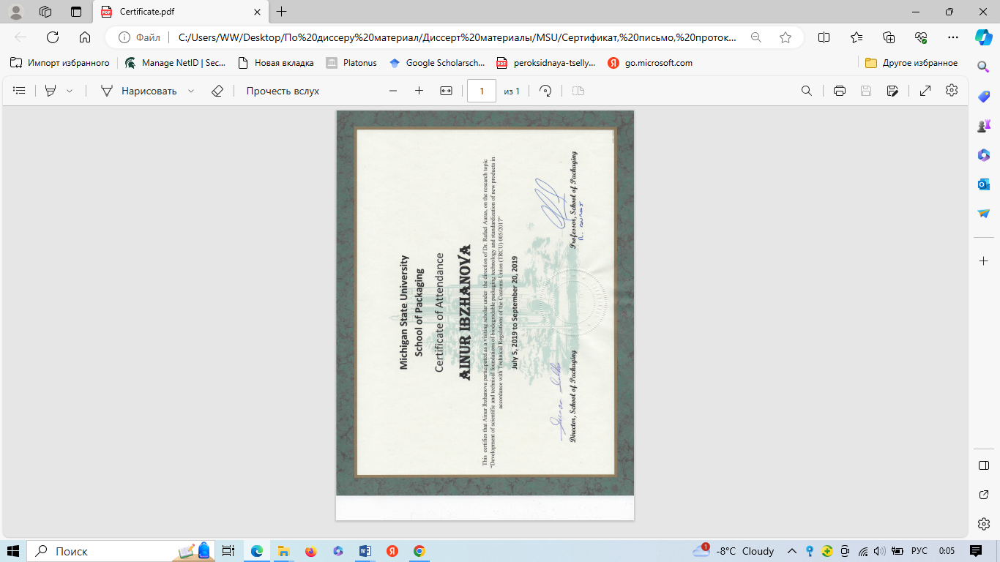 Certificate.pdf
Файл
C:/Users/WW/Desktop/По%20диссеру%20материал/Диссерт%20материалы/MSU/Сертификат,%20письмо,%20проток...
Импорт избранного
Manage NetID | Sec...
Новая вкладка
Platonus
Google Scholarsch...
peroksidnaya-tselly...
go.microsoft.com
Другое избранное
Нарисовать
Прочесть вслух
1
из 1
Michigan State University
School of Packaging
Certificate of Attendance
AINUR IBZHANOVA
This certifies that Ainur Ibzhanova participated as a visiting scholar under the direction of Dr. Rafael Auras, on the research topic
"Development of scientific and technical foundations of biodegradable packaging technology and standardization of new products in
accordance with Technical Regulations of the Customs Union (TRCU) 005/2017"
July 5, 2019 to September 20, 2019
Director, School of Packaging
Professor, School of Packaging
Поиск
1
-8°C Cloudy
РУС
0:05